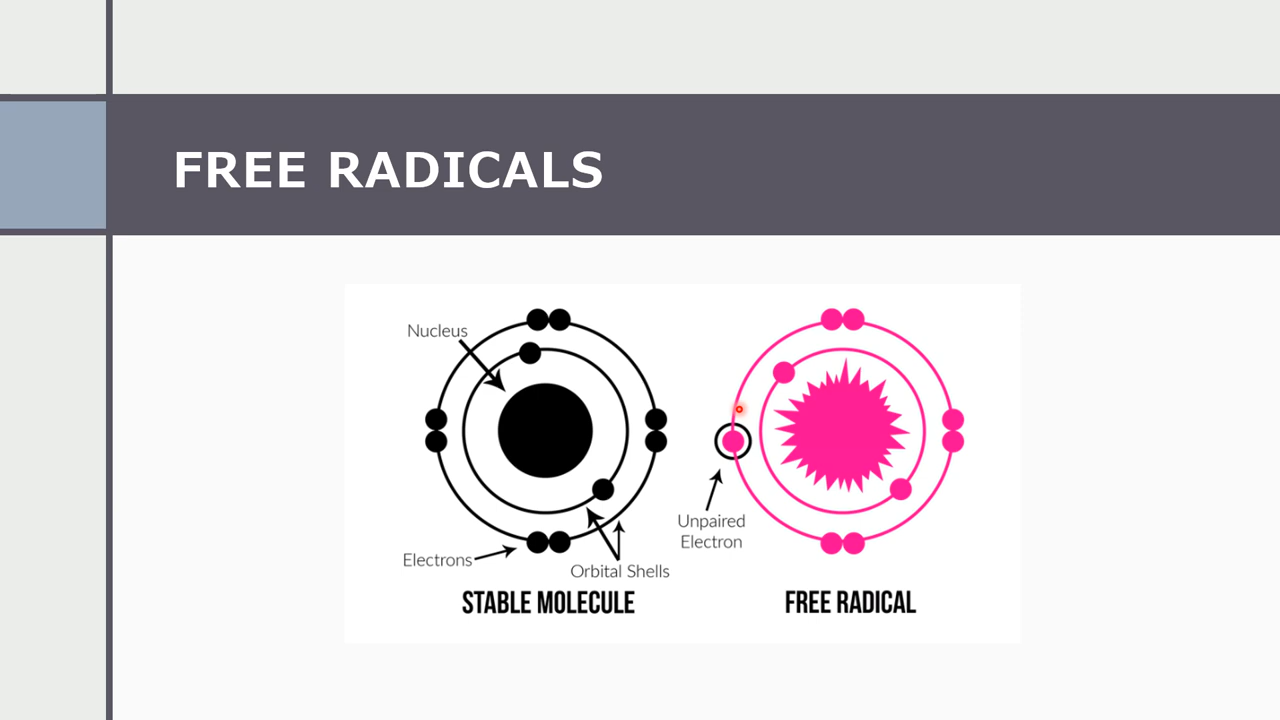 FREE RADICALS
Nucleus
Electrons
Orbital Shells
STABLE MOLECULE
Unpaired
Electron
FREE RADICAL